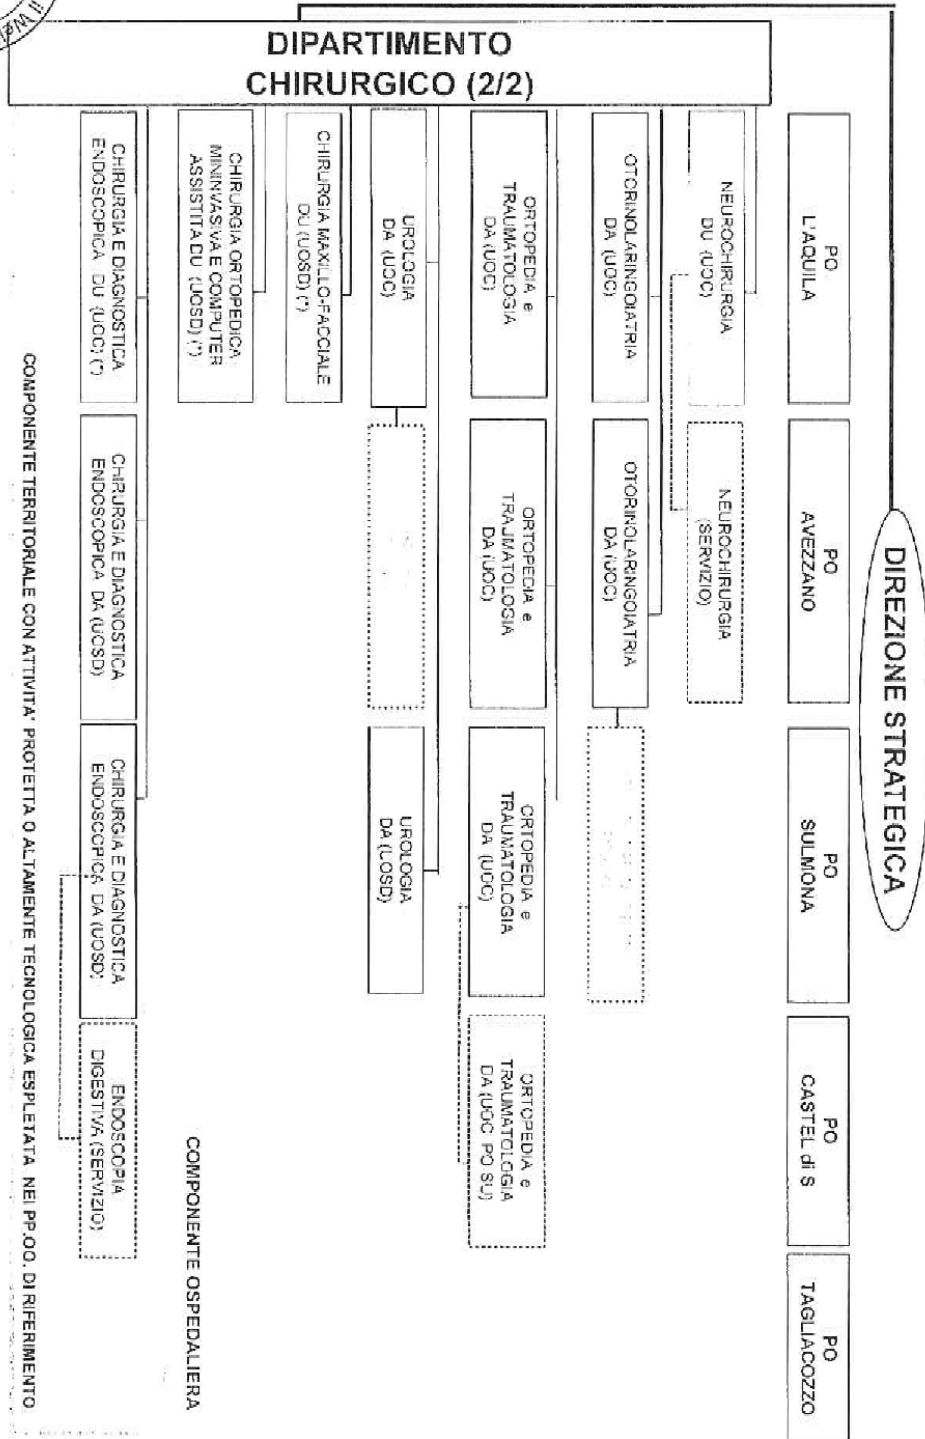 DIPARTIMENTO
CHIRURGICO (2/2)
DIREZIONE STRATEGICA
PO
L'AQUILA
PO
AVEZZANO
PO
SULMONA
PO
CASTEL di S
PO
TAGLIACOZZO
NEUROCHIRURGIA
DU (UOC)
NEUROCHIRURGIA
(SERVIZIO)
OTORINOLARINGOIATRIA
DA (UOC)
OTORINOLARINGOIATRIA
DA (UOC)
ORTOPEDIA e
TRAUMATOLOGIA
DA (UOC)
ORTOPEDIA e
TRAUMATOLOGIA
DA (UOC)
ORTOPEDIA e
TRAUMATOLOGIA
DA (UOC)
ORTOPEDIA e
TRAUMATOLOGIA
DA (UOC PO SU)
UROLOGIA
DA (UOC)
UROLOGIA
DA (UOSD)
CHIRURGIA MAXILLO-FACCIALE
DU (UOSD) (*)
CHIRURGIA ORTOPEDICA
MININVASIVA E COMPUTER
ASSISTITA DU (UOSD) (*)
COMPONENTE OSPEDALIERA
CHIRURGIA E DIAGNOSTICA
ENDOSCOPICA DU (UOC) (*)
CHIRURGIA E DIAGNOSTICA
ENDOSCOPICA DA (UOSD)
CHIRURGIA E DIAGNOSTICA
ENDOSCOPICA DA (UOSD)
ENDOSCOPIA
DIGESTIVA (SERVIZIO)
COMPONENTE TERRITORIALE CON ATTIVITA' PROTETTA O ALTAMENTE TECNOLOGICA ESPLETATA NEI PP.OO. DI RIFERIMENTO